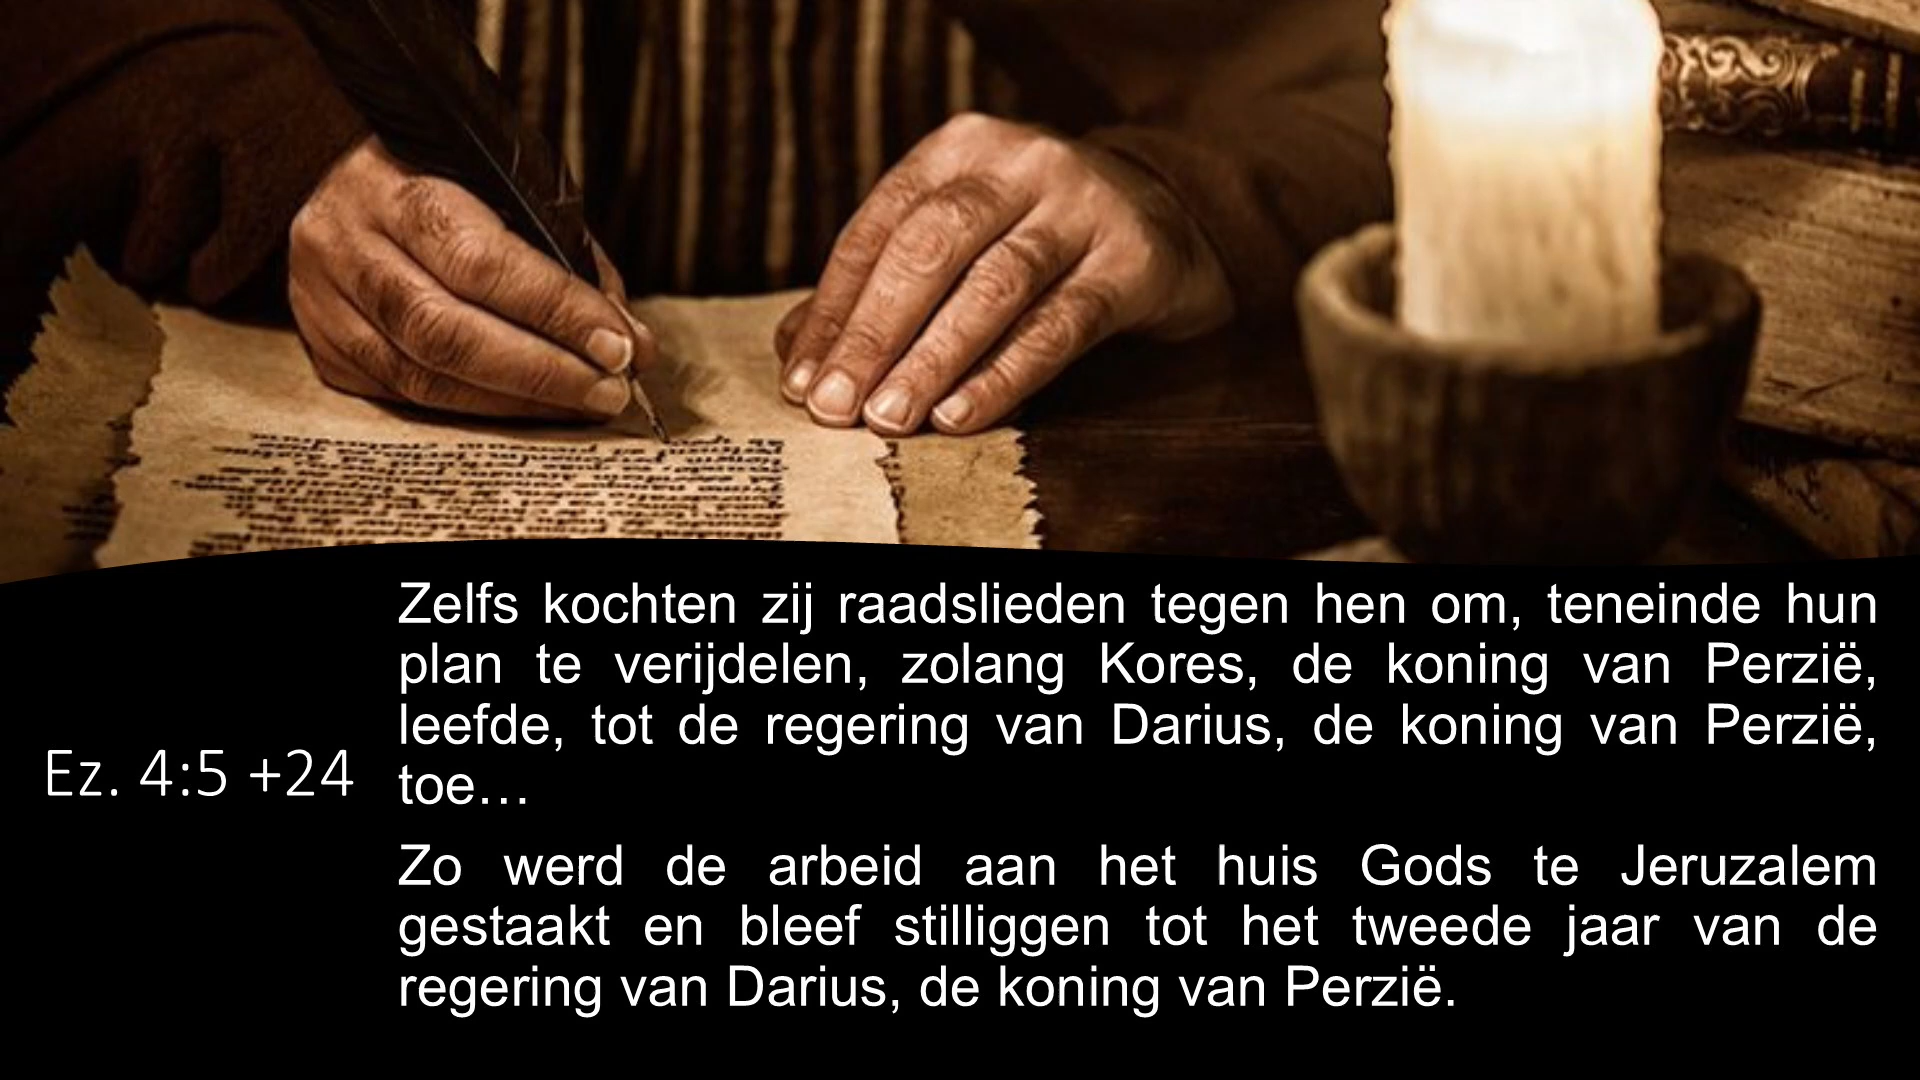 Ez. 4:5 +24
Zelfs kochten zij raadslieden tegen hen om, teneinde hun
plan te verijdelen, zolang Kores, de koning van Perzië,
leefde, tot de regering van Darius, de koning van Perzië,
toe…
Zo werd de arbeid aan het huis Gods te Jeruzalem
gestaakt en bleef stilliggen tot het tweede jaar van de
regering van Darius, de koning van Perzië.